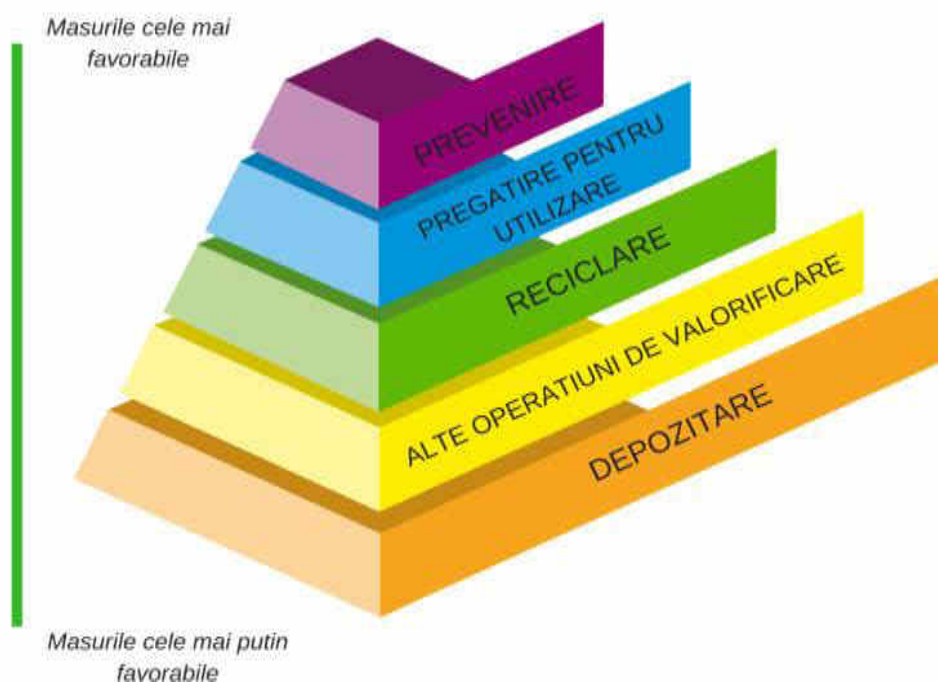 Masurile cele mai
favorabile
PREVENIRE
PREGATIRE PENTRU
UTILIZARE
RECICLARE
ALTE OPERATIUNI DE VALORIFICARE
DEPOZITARE
Masurile cele mai putin
favorabile